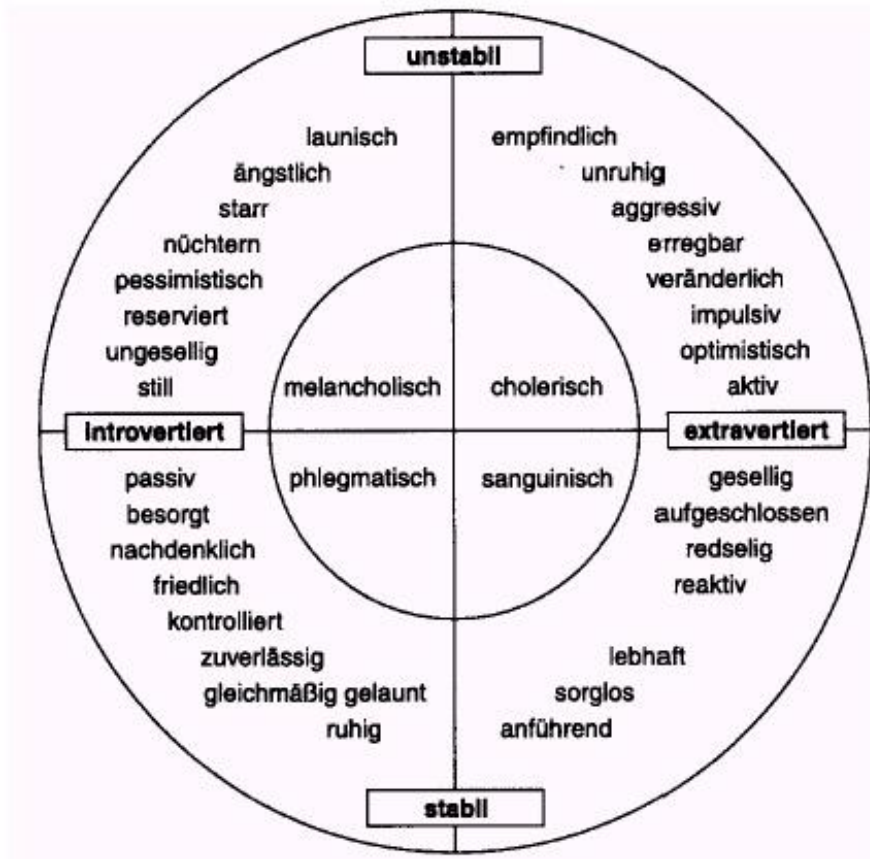 unstabil
launisch empfindlich
ängstlich unruhig
starr aggressiv
nüchtern erregbar
pessimistisch veränderlich
reserviert impulsiv
ungesellig optimistisch
still aktiv
melancholisch cholerisch
introvertiert extravertiert
passiv phlegmatisch sanguinisch gesellig
besorgt aufgeschlossen
nachdenklich redselig
friedlich reaktiv
kontrolliert
zuverlässig lebhaft
gleichmäßig gelaunt sorglos
ruhig anführend
stabil